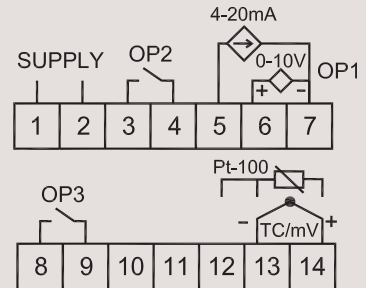 4-20mA
SUPPLY OP2 0-10V OP1
+ -
1 2 3 4 5 6 7
Pt-100
OP3 - TC/mV +
8 9 10 11 12 13 14